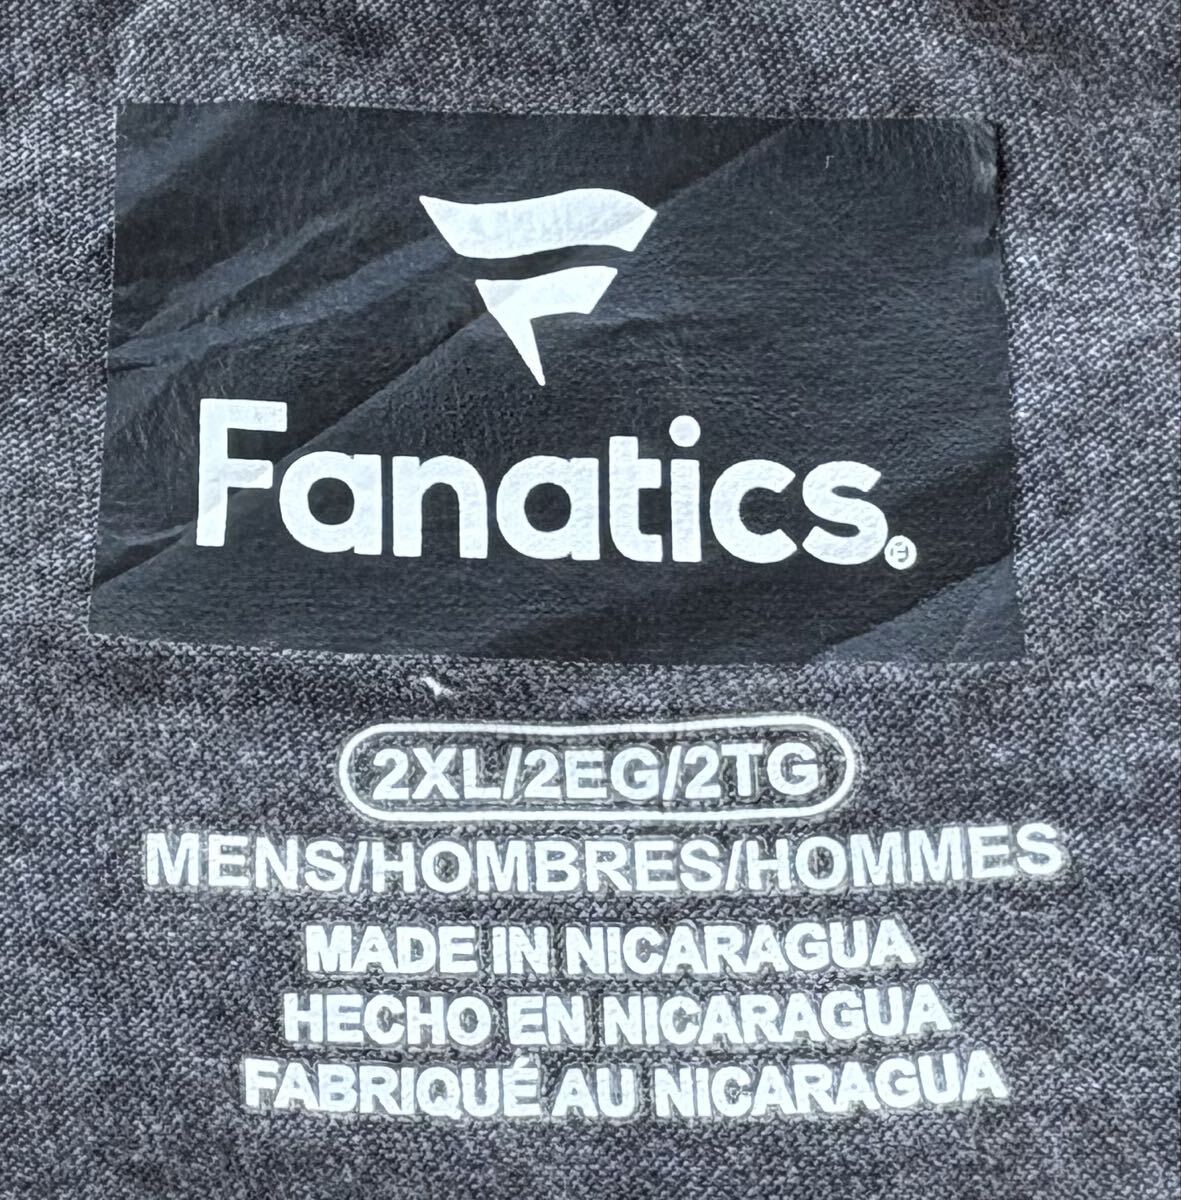 Fanatics.®
2XL/2EG/2TG
MENS/HOMBRES/HOMMES
MADE IN NICARAGUA
HECHO EN NICARAGUA
FABRIQUÉ AU NICARAGUA